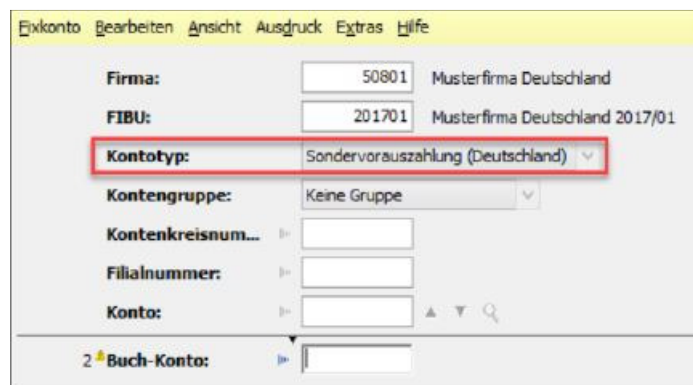 Fixkonto Bearbeiten Ansicht Ausdruck Extras Hilfe
Firma: 50801 Musterfirma Deutschland
FIBU: 201701 Musterfirma Deutschland 2017/01
Kontotyp: Sondervorauszahlung (Deutschland)
Kontengruppe: Keine Gruppe
Kontenkreisnum...
Filialnummer:
Konto:
2 Buch-Konto: